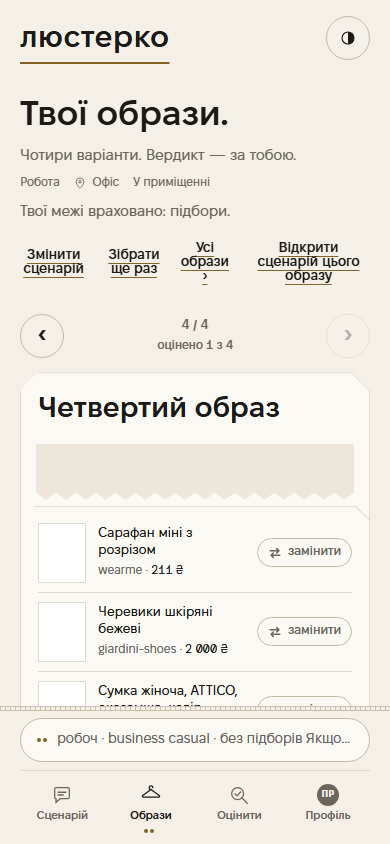 люстерко
Твої образи.
Чотири варіанти. Вердикт — за тобою.
Робота Офіс У приміщенні
Твої межі враховано: підбори.
Змінити сценарій
Зібрати ще раз
Усі образи ›
Відкрити сценарій цього образу
‹ 4 / 4 ›
оцінено 1 з 4
Четвертий образ
Сарафан міні з
розрізом
wearme · 211 ₴
замінити
Черевики шкіряні
бежеві
giardini-shoes · 2 000 ₴
замінити
Сумка жіноча, ATTICO,
робоч · business casual · без підборів Якщо…
Сценарій Образи Оцінити ПР Профіль